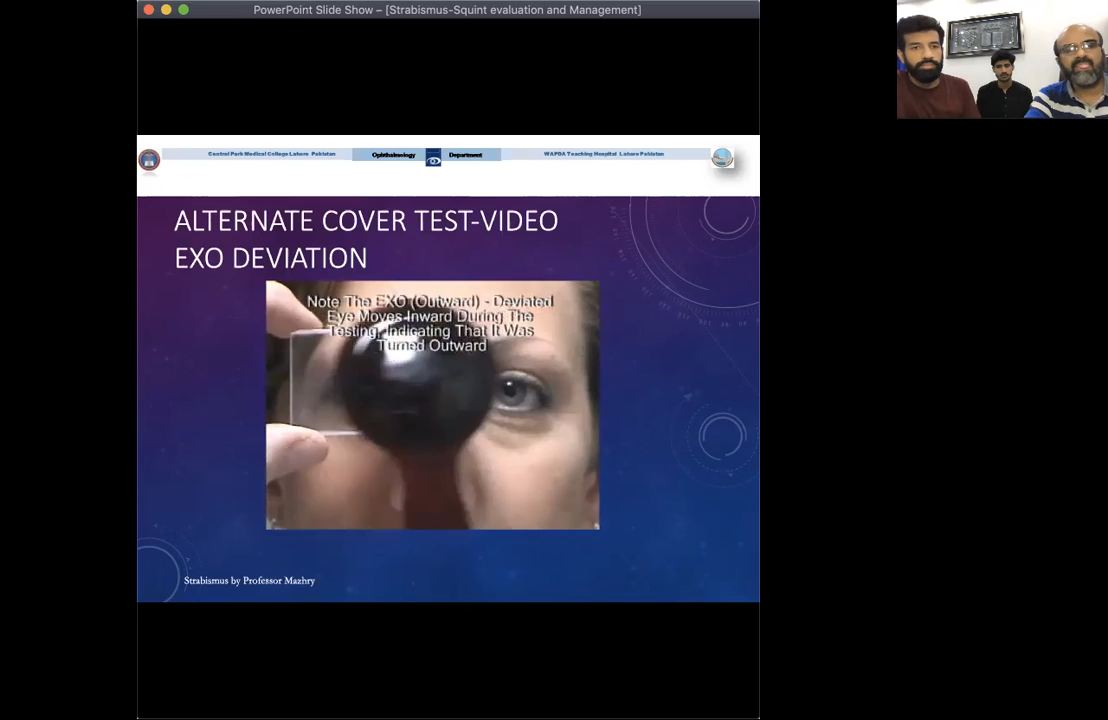 PowerPoint Slide Show – [Strabismus-Squint evaluation and Management]
Central Park Medical College Lahore Pakistan
Ophthalmology Department
WAPDA Teaching Hospital Lahore Pakistan
ALTERNATE COVER TEST-VIDEO
EXO DEVIATION
Note The EXO (Outward) - Deviated
Eye Moves Inward During The
Testing, Indicating That It Was
Turned Outward
Strabismus by Professor Mazhry